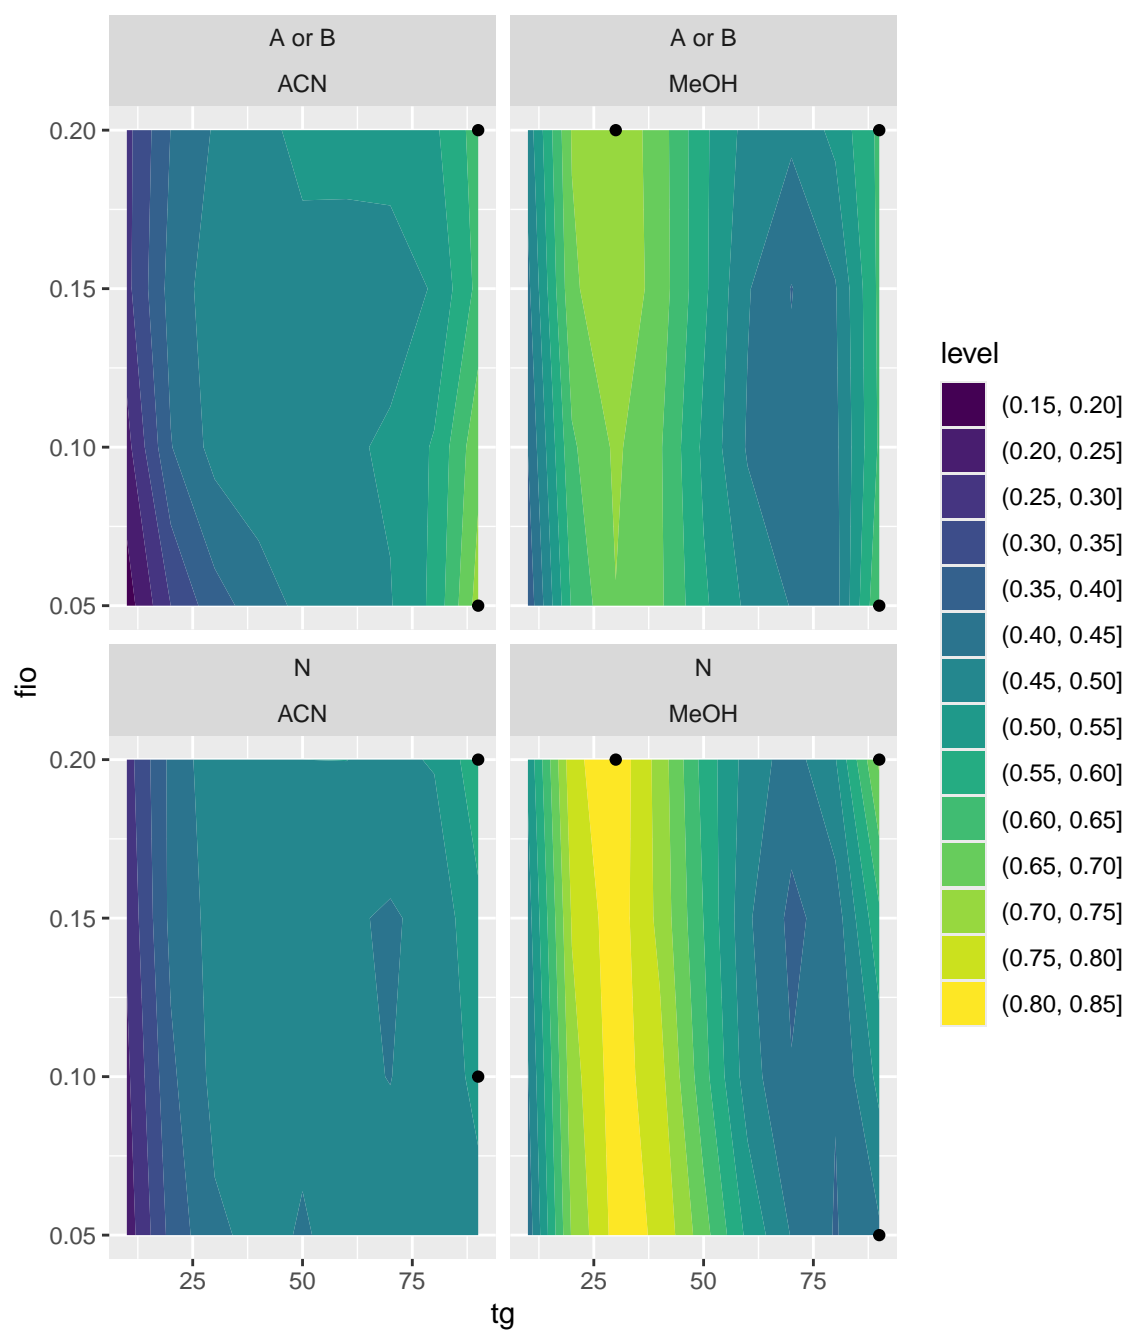 A or B
ACN
A or B
MeOH
0.20
0.15
0.10
0.05
N
ACN
N
MeOH
0.20
0.15
0.10
0.05
25
50
75
25
50
75
tg
fio
level
(0.15, 0.20]
(0.20, 0.25]
(0.25, 0.30]
(0.30, 0.35]
(0.35, 0.40]
(0.40, 0.45]
(0.45, 0.50]
(0.50, 0.55]
(0.55, 0.60]
(0.60, 0.65]
(0.65, 0.70]
(0.70, 0.75]
(0.75, 0.80]
(0.80, 0.85]